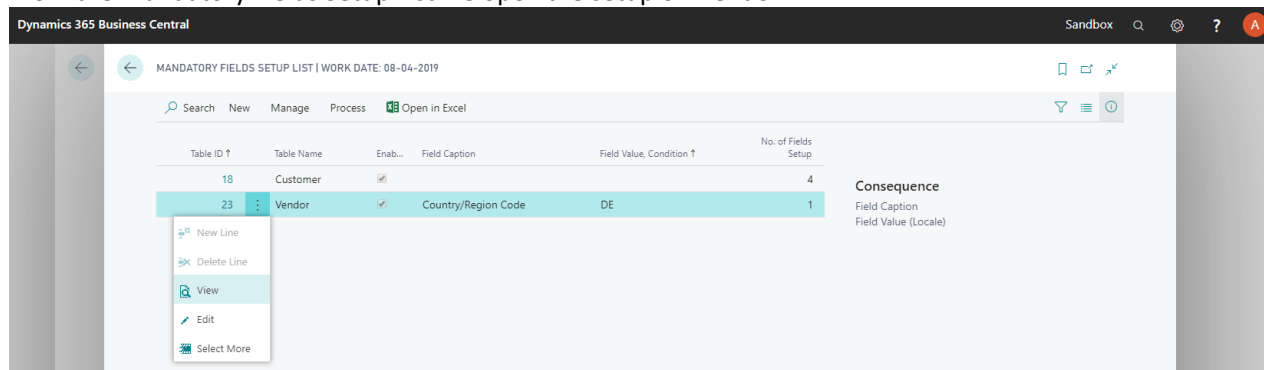 Dynamics 365 Business Central Sandbox ? A
MANDATORY FIELDS SETUP LIST | WORK DATE: 08-04-2019
Search New Manage Process Open in Excel
No. of Fields
Table ID ↑ Table Name Enab... Field Caption Field Value, Condition ↑ Setup
18 Customer 4
23 Vendor Country/Region Code DE 1
Consequence
Field Caption
Field Value (Locale)
New Line
Delete Line
View
Edit
Select More